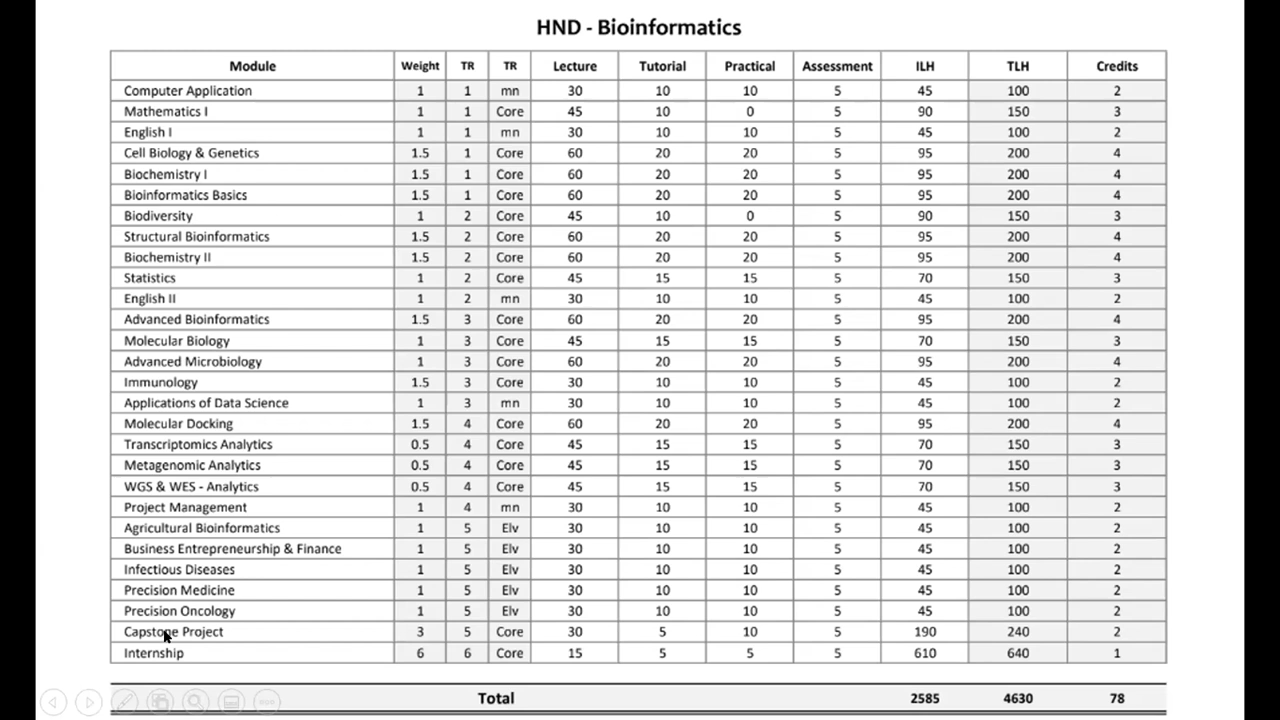 HND - Bioinformatics
Module Weight TR TR Lecture Tutorial Practical Assessment ILH TLH Credits
Computer Application 1 1 mn 30 10 10 5 45 100 2
Mathematics I 1 1 Core 45 10 0 5 90 150 3
English I 1 1 mn 30 10 10 5 45 100 2
Cell Biology & Genetics 1.5 1 Core 60 20 20 5 95 200 4
Biochemistry I 1.5 1 Core 60 20 20 5 95 200 4
Bioinformatics Basics 1.5 1 Core 60 20 20 5 95 200 4
Biodiversity 1 2 Core 45 10 0 5 90 150 3
Structural Bioinformatics 1.5 2 Core 60 20 20 5 95 200 4
Biochemistry II 1.5 2 Core 60 20 20 5 95 200 4
Statistics 1 2 Core 45 15 15 5 70 150 3
English II 1 2 mn 30 10 10 5 45 100 2
Advanced Bioinformatics 1.5 3 Core 60 20 20 5 95 200 4
Molecular Biology 1 3 Core 45 15 15 5 70 150 3
Advanced Microbiology 1 3 Core 60 20 20 5 95 200 4
Immunology 1.5 3 Core 30 10 10 5 45 100 2
Applications of Data Science 1 3 mn 30 10 10 5 45 100 2
Molecular Docking 1.5 4 Core 60 20 20 5 95 200 4
Transcriptomics Analytics 0.5 4 Core 45 15 15 5 70 150 3
Metagenomic Analytics 0.5 4 Core 45 15 15 5 70 150 3
WGS & WES - Analytics 0.5 4 Core 45 15 15 5 70 150 3
Project Management 1 4 mn 30 10 10 5 45 100 2
Agricultural Bioinformatics 1 5 Elv 30 10 10 5 45 100 2
Business Entrepreneurship & Finance 1 5 Elv 30 10 10 5 45 100 2
Infectious Diseases 1 5 Elv 30 10 10 5 45 100 2
Precision Medicine 1 5 Elv 30 10 10 5 45 100 2
Precision Oncology 1 5 Elv 30 10 10 5 45 100 2
Capstone Project 3 5 Core 30 5 10 5 190 240 2
Internship 6 6 Core 15 5 5 5 610 640 1
Total 2585 4630 78